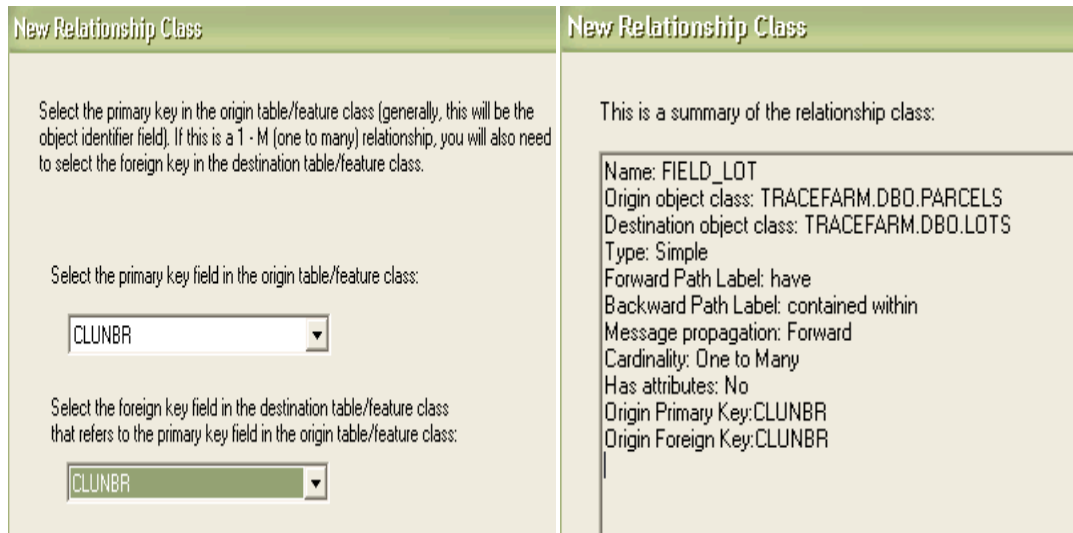 New Relationship Class
Select the primary key in the origin table/feature class (generally, this will be the
object identifier field). If this is a 1 - M (one to many) relationship, you will also need
to select the foreign key in the destination table/feature class.
Select the primary key field in the origin table/feature class:
CLUNBR
Select the foreign key field in the destination table/feature class
that refers to the primary key field in the origin table/feature class:
CLUNBR
New Relationship Class
This is a summary of the relationship class:
Name: FIELD_LOT
Origin object class: TRACEFARM.DBO.PARCELS
Destination object class: TRACEFARM.DBO.LOTS
Type: Simple
Forward Path Label: have
Backward Path Label: contained within
Message propagation: Forward
Cardinality: One to Many
Has attributes: No
Origin Primary Key:CLUNBR
Origin Foreign Key:CLUNBR